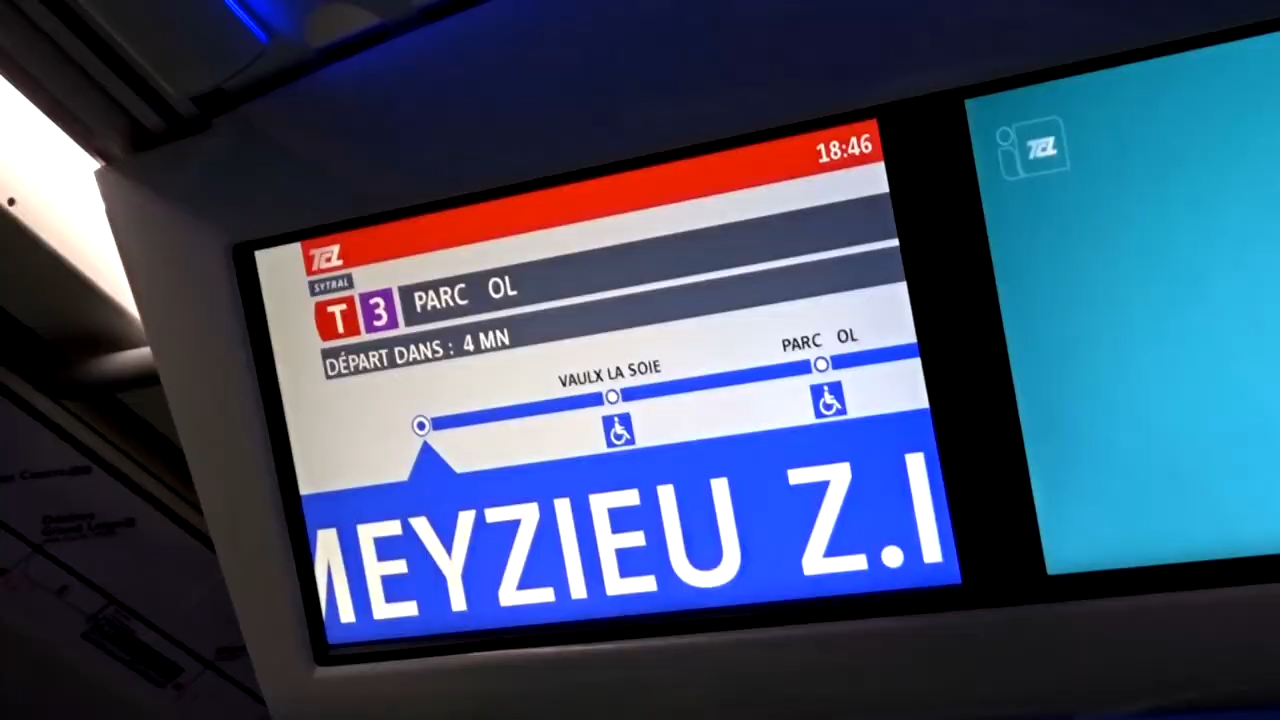 18:46
TCL
SYTRAL
T 3 PARC OL
DÉPART DANS : 4 MN
VAULX LA SOIE
PARC OL
MEYZIEU Z.I
i TCL